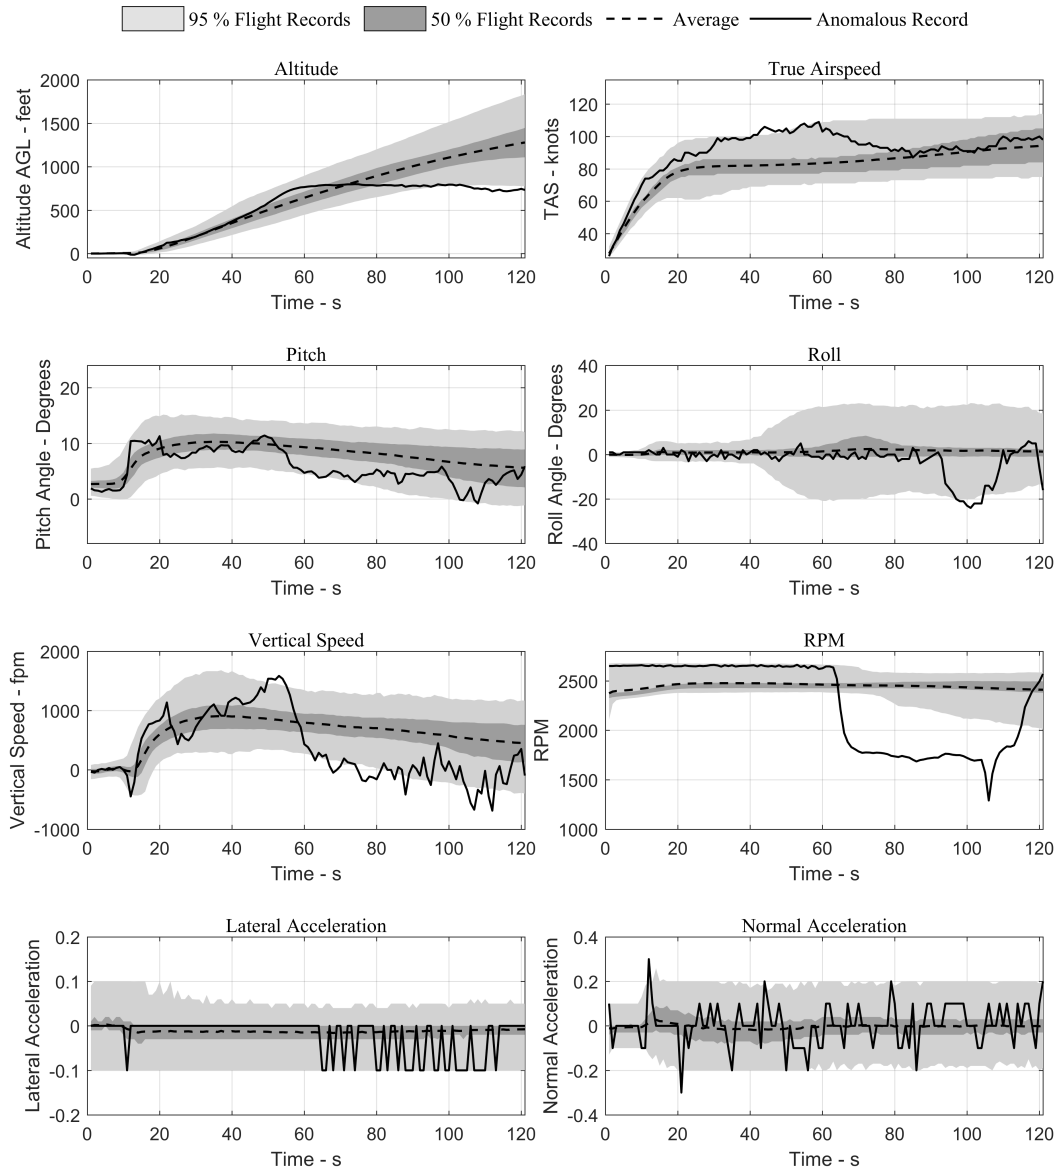 95 % Flight Records 50 % Flight Records Average Anomalous Record
Altitude
Altitude AGL - feet
2000
1500
1000
500
0
0 20 40 60 80 100 120
Time - s
True Airspeed
TAS - knots
120
100
80
60
40
0 20 40 60 80 100 120
Time - s
Pitch
Pitch Angle - Degrees
20
10
0
0 20 40 60 80 100 120
Time - s
Roll
Roll Angle - Degrees
40
20
0
-20
-40
0 20 40 60 80 100 120
Time - s
Vertical Speed
Vertical Speed - fpm
2000
1000
0
-1000
0 20 40 60 80 100 120
Time - s
RPM
RPM
2500
2000
1500
1000
0 20 40 60 80 100 120
Time - s
Lateral Acceleration
Lateral Acceleration
0.2
0.1
0
-0.1
-0.2
0 20 40 60 80 100 120
Time - s
Normal Acceleration
Normal Acceleration
0.4
0.2
0
-0.2
-0.4
0 20 40 60 80 100 120
Time - s